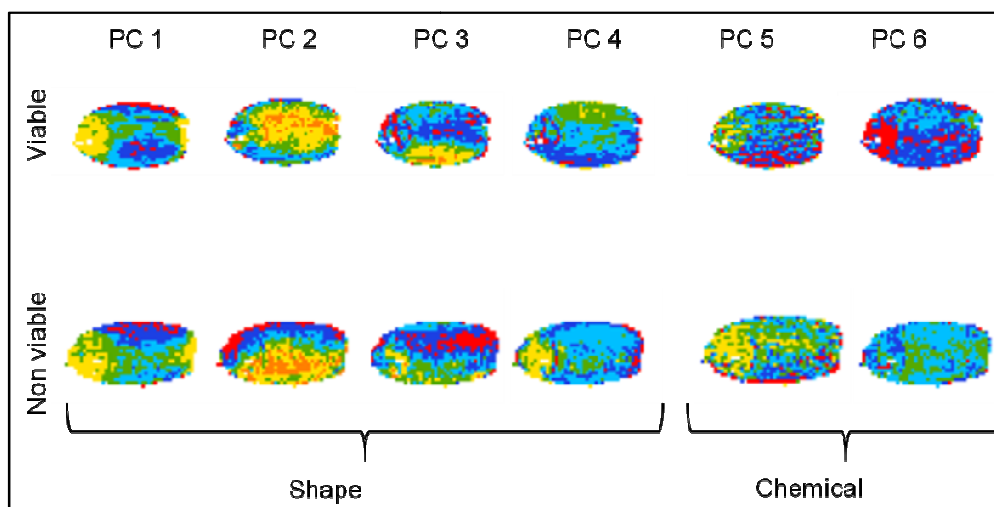 PC 1 PC 2 PC 3 PC 4 PC 5 PC 6
Viable
Non viable
Shape Chemical